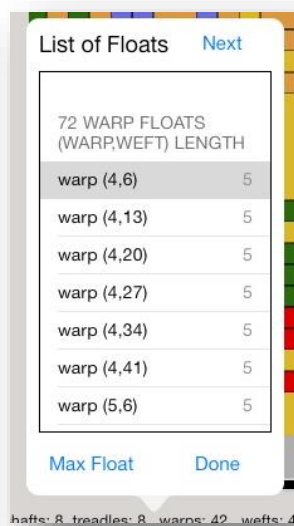 List of Floats Next
72 WARP FLOATS
(WARP,WEFT) LENGTH
warp (4,6) 5
warp (4,13) 5
warp (4,20) 5
warp (4,27) 5
warp (4,34) 5
warp (4,41) 5
warp (5,6) 5
Max Float Done
hafts: 8 treadles: 8 warps: 42 wefts: 4